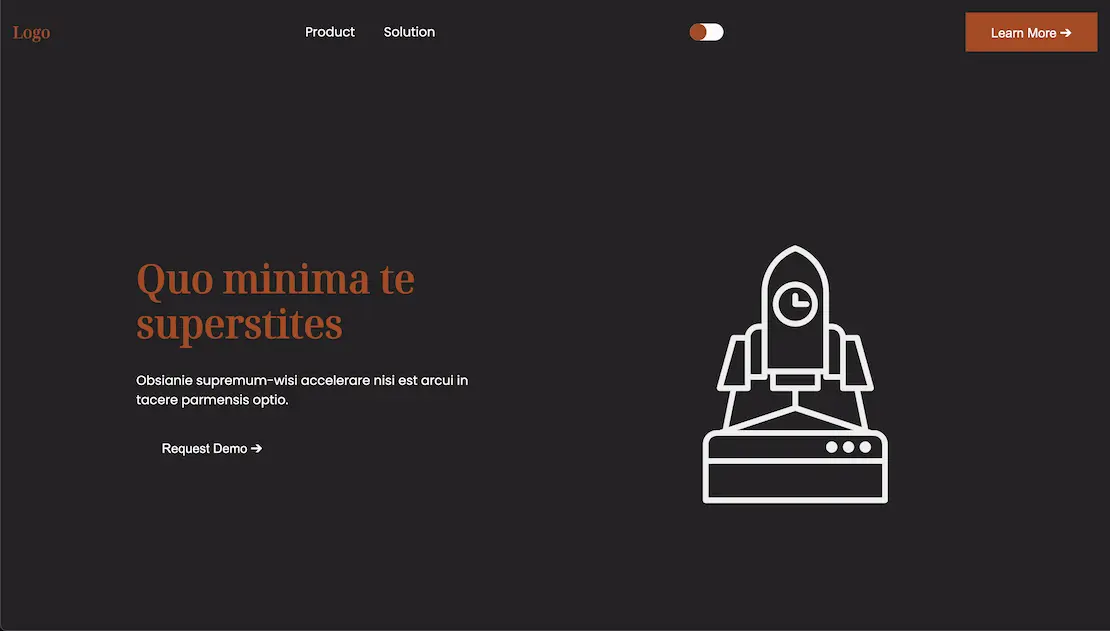 Logo
Product
Solution
Learn More →
Quo minima te
superstites
Obsianie supremum-wisi accelerare nisi est arcui in
tacere parmensis optio.
Request Demo →